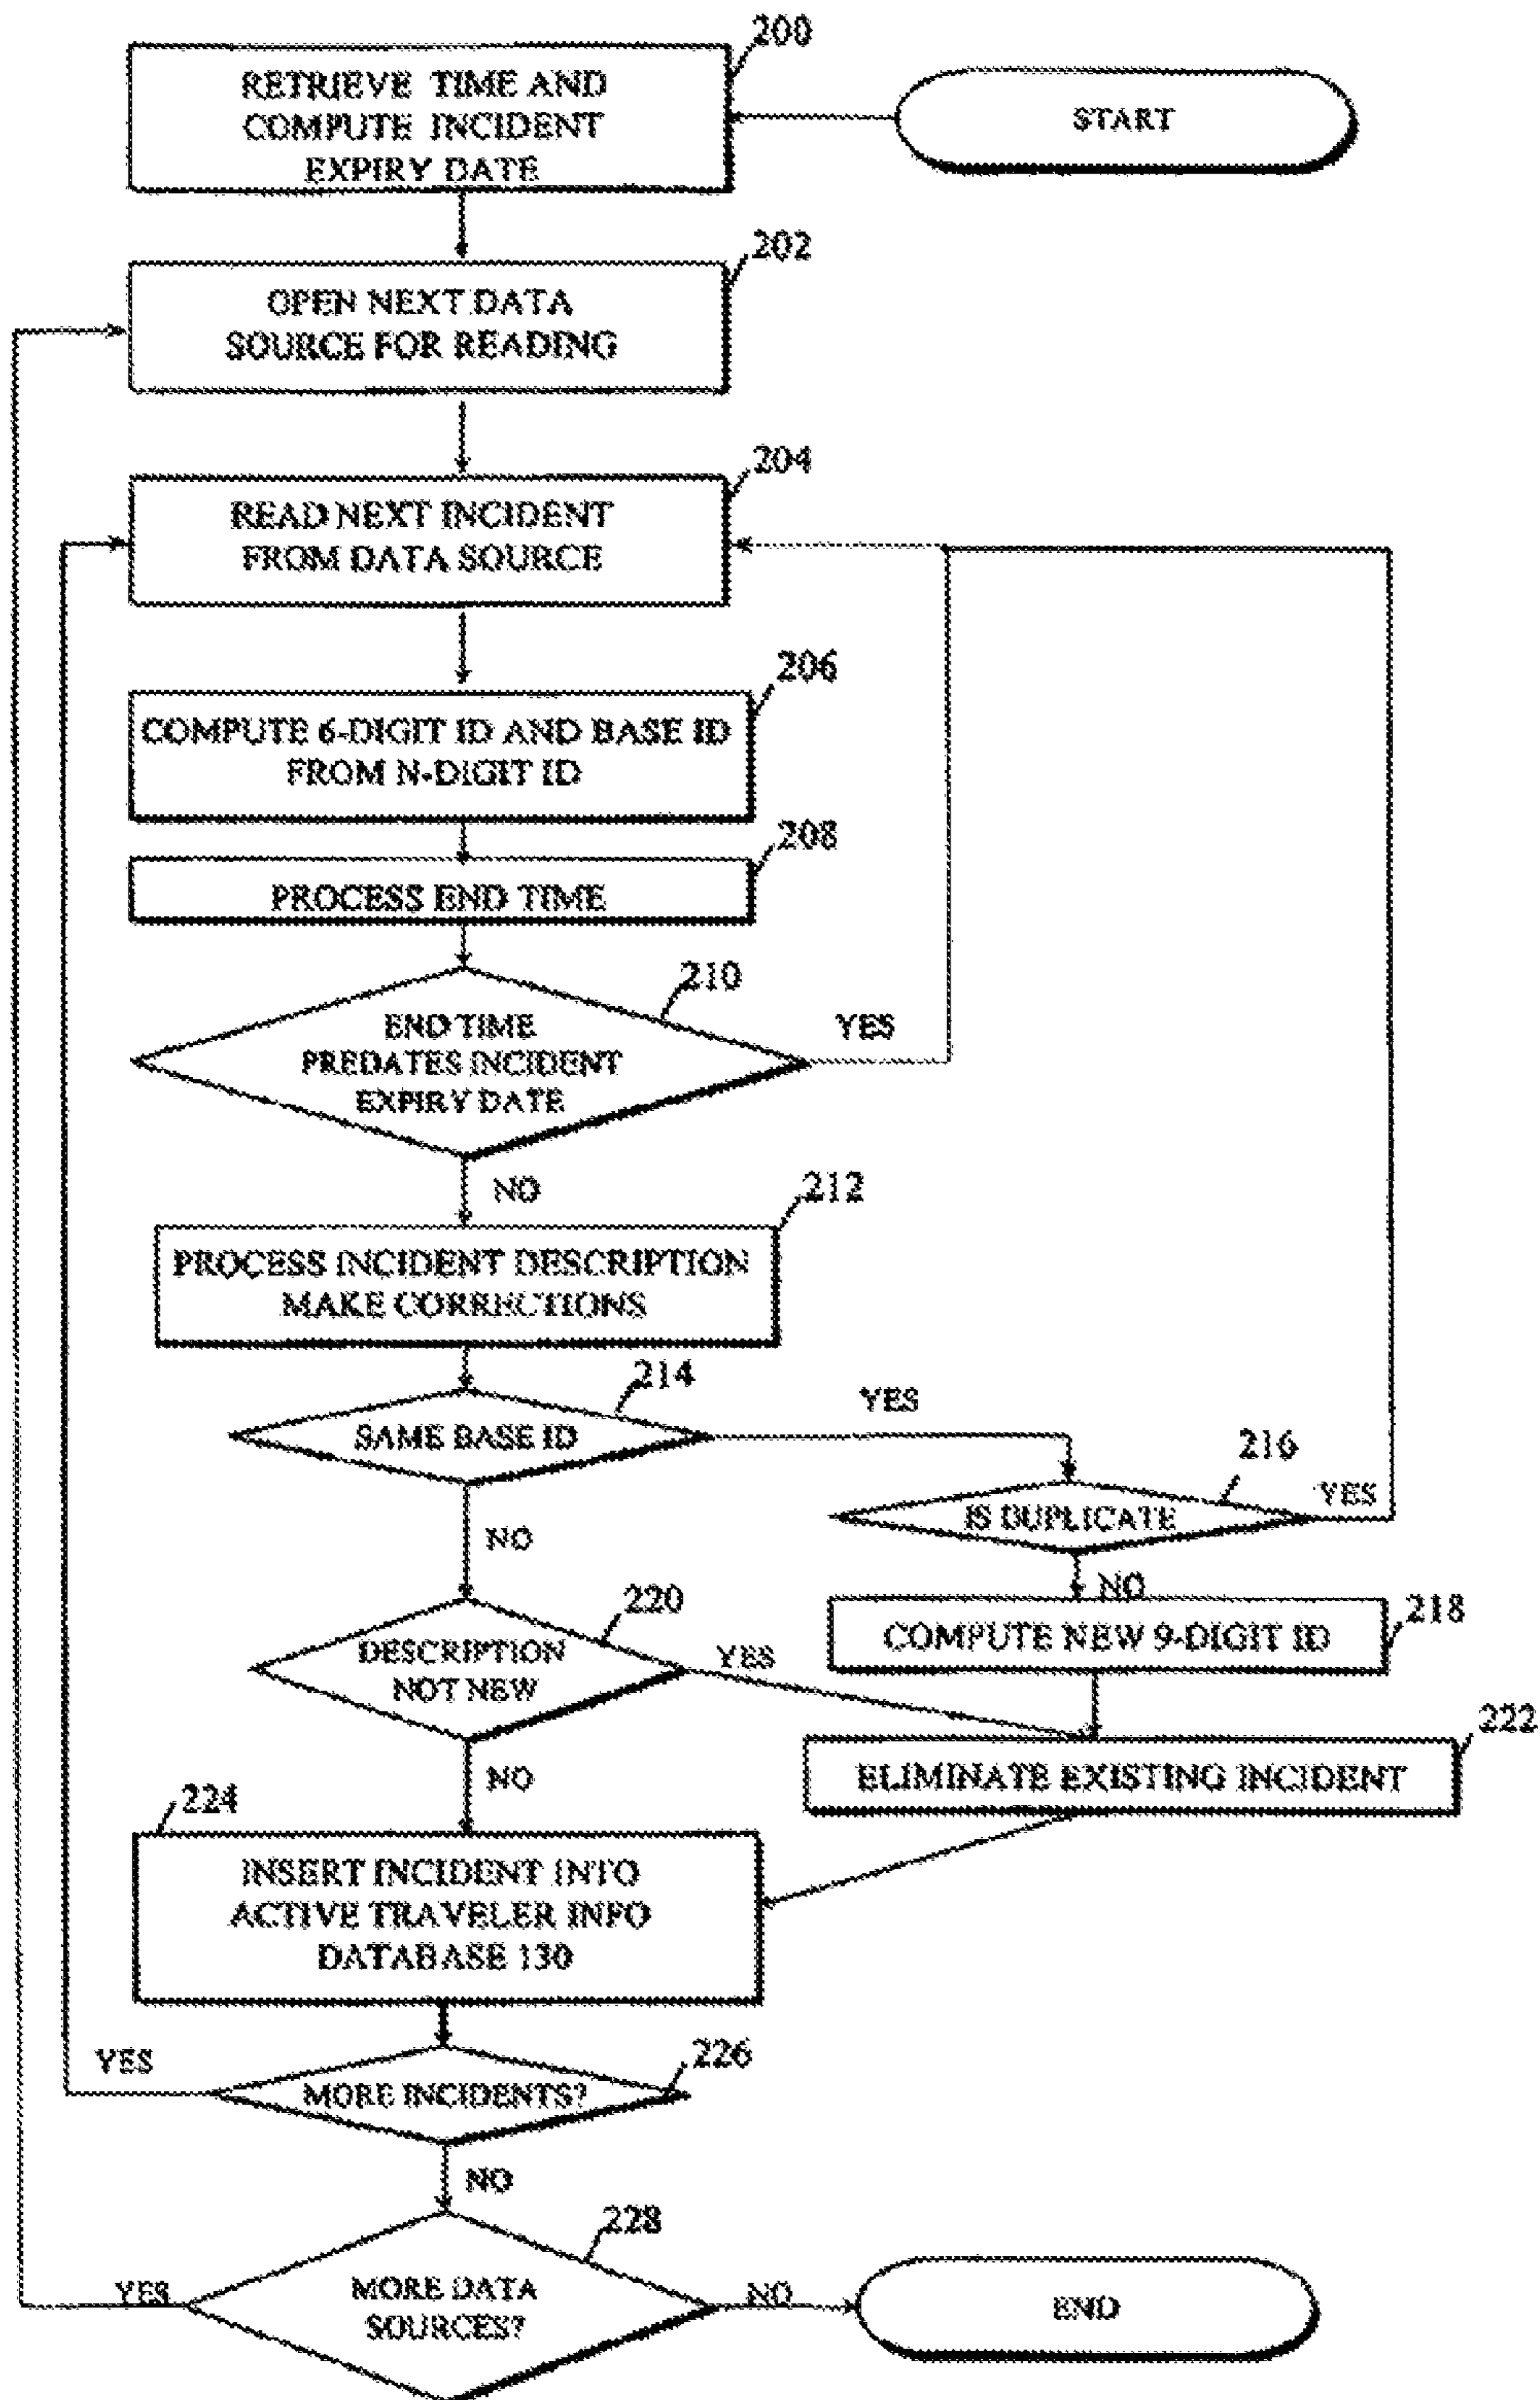 200
RETRIEVE TIME AND
COMPUTE INCIDENT
EXPIRY DATE
START
202
OPEN NEXT DATA
SOURCE FOR READING
204
READ NEXT INCIDENT
FROM DATA SOURCE
206
COMPUTE 6-DIGIT ID AND BASE ID
FROM N-DIGIT ID
208
PROCESS END TIME
210
END TIME
PREDATES INCIDENT
EXPIRY DATE
YES
NO
212
PROCESS INCIDENT DESCRIPTION
MAKE CORRECTIONS
214
SAME BASE ID
YES
216
IS DUPLICATE
YES
NO
NO
218
COMPUTE NEW 9-DIGIT ID
220
DESCRIPTION
NOT NEW
YES
222
ELIMINATE EXISTING INCIDENT
NO
224
INSERT INCIDENT INTO
ACTIVE TRAVELER INFO
DATABASE 130
226
MORE INCIDENTS?
YES
NO
228
MORE DATA
SOURCES?
YES
NO
END